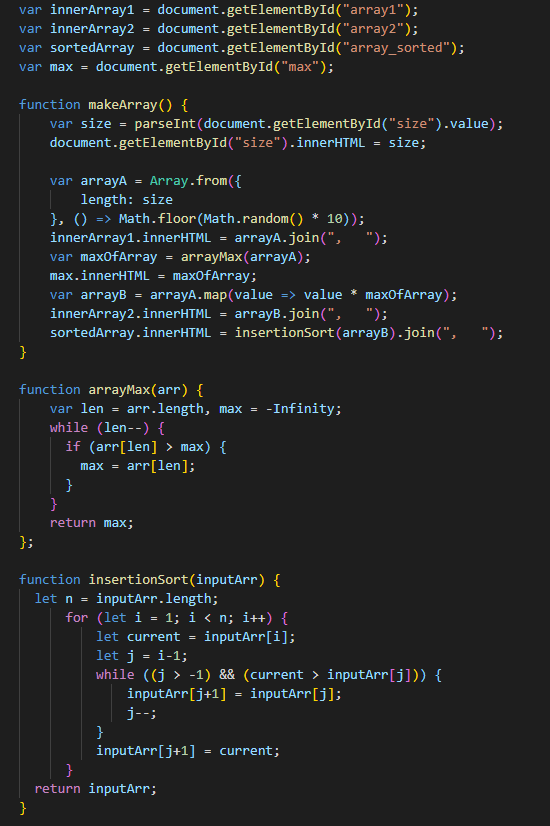 var innerArray1 = document.getElementById("array1");
var innerArray2 = document.getElementById("array2");
var sortedArray = document.getElementById("array_sorted");
var max = document.getElementById("max");

function makeArray() {
    var size = parseInt(document.getElementById("size").value);
    document.getElementById("size").innerHTML = size;

    var arrayA = Array.from({
        length: size
    }, () => Math.floor(Math.random() * 10));
    innerArray1.innerHTML = arrayA.join(",   ");
    var maxOfArray = arrayMax(arrayA);
    max.innerHTML = maxOfArray;
    var arrayB = arrayA.map(value => value * maxOfArray);
    innerArray2.innerHTML = arrayB.join(",   ");
    sortedArray.innerHTML = insertionSort(arrayB).join(",   ");
}

function arrayMax(arr) {
    var len = arr.length, max = -Infinity;
    while (len--) {
      if (arr[len] > max) {
        max = arr[len];
      }
    }
    return max;
};

function insertionSort(inputArr) {
  let n = inputArr.length;
      for (let i = 1; i < n; i++) {
          let current = inputArr[i];
          let j = i-1;
          while ((j > -1) && (current > inputArr[j])) {
              inputArr[j+1] = inputArr[j];
              j--;
          }
          inputArr[j+1] = current;
      }
  return inputArr;
}